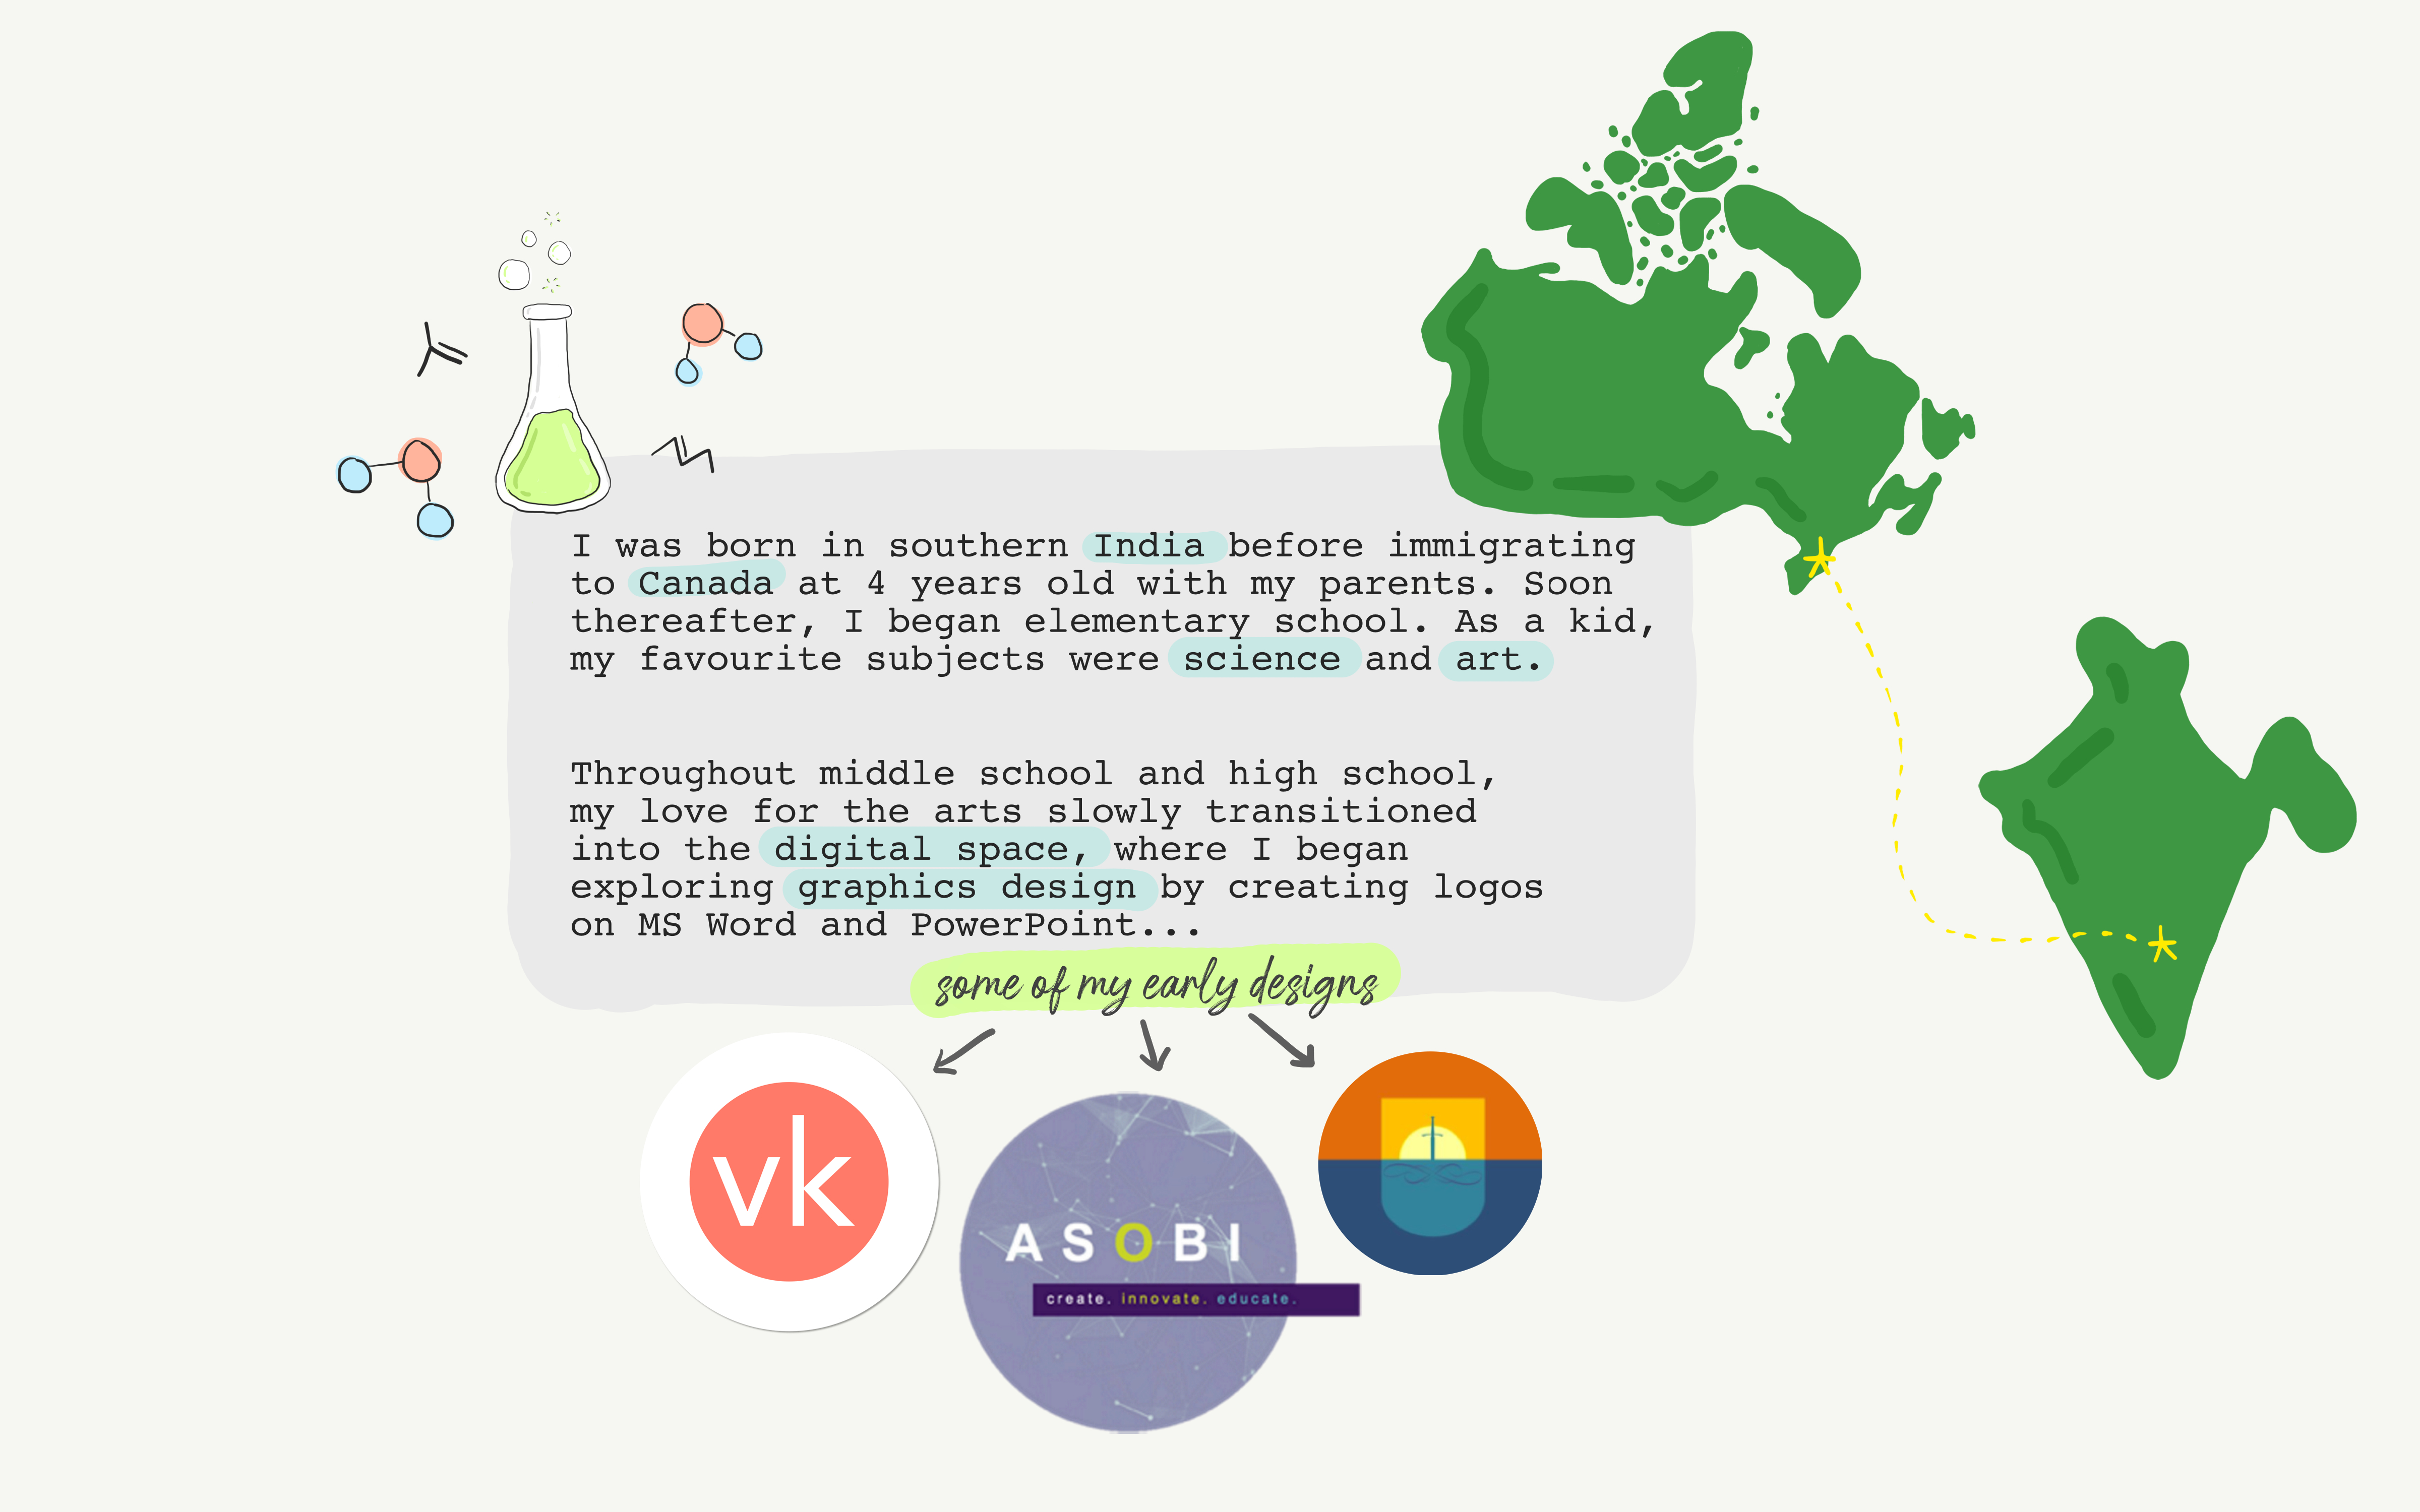 I was born in southern India before immigrating
to Canada at 4 years old with my parents. Soon
thereafter, I began elementary school. As a kid,
my favourite subjects were science and art.
Throughout middle school and high school,
my love for the arts slowly transitioned
into the digital space, where I began
exploring graphics design by creating logos
on MS Word and PowerPoint...
some of my early designs
vk
ASOBI
create. innovate. educate.